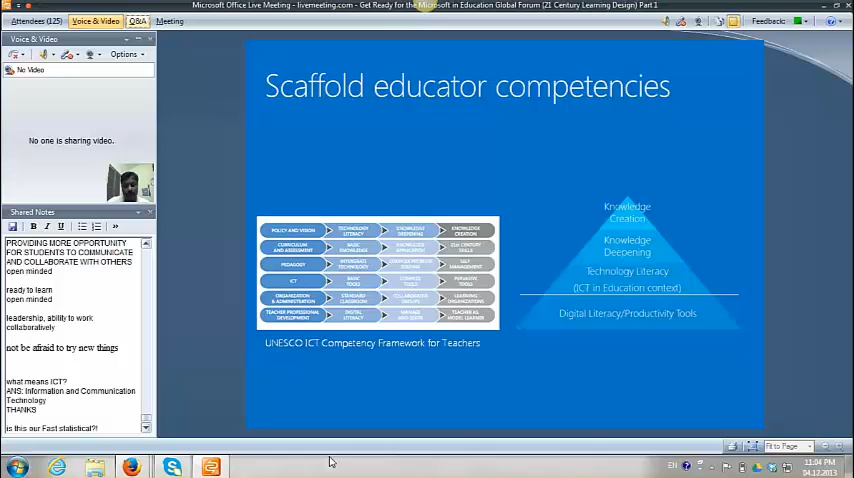 Microsoft Office Live Meeting - livemeeting.com - Get Ready for the Microsoft in Education Global Forum (21 Century Learning Design) Part 1
Attendees (125) Voice & Video Q&A Meeting
Feedback:
Voice & Video
Options
No Video
No one is sharing video.
Shared Notes
B I U
PROVIDING MORE OPPORTUNITY
FOR STUDENTS TO COMMUNICATE
AND COLLABORATE WITH OTHERS
open minded
ready to learn
open minded
leadership, ability to work
collaboratively
not be afraid to try new things
what means ICT?
ANS: Information and Communication
Technology
THANKS
is this our Fast statistical?!
Scaffold educator competencies
POLICY AND VISION
TECHNOLOGY LITERACY
KNOWLEDGE DEEPENING
KNOWLEDGE CREATION
CURRICULUM AND ASSESSMENT
BASIC KNOWLEDGE
KNOWLEDGE APPLICATION
21ST CENTURY SKILLS
PEDAGOGY
INTEGRATE TECHNOLOGY
COMPLEX PROBLEM SOLVING
SELF MANAGEMENT
ICT
BASIC TOOLS
COMPLEX TOOLS
PERVASIVE TOOLS
ORGANIZATION & ADMINISTRATION
STANDARD CLASSROOM
COLLABORATIVE GROUPS
LEARNING ORGANIZATIONS
TEACHER PROFESSIONAL DEVELOPMENT
DIGITAL LITERACY
MANAGE AND GUIDE
TEACHER AS MODEL LEARNER
UNESCO ICT Competency Framework for Teachers
Knowledge
Creation
Knowledge
Deepening
Technology Literacy
(ICT in Education context)
Digital Literacy/Productivity Tools
Fit to Page
EN
11:04 PM
04.12.2013